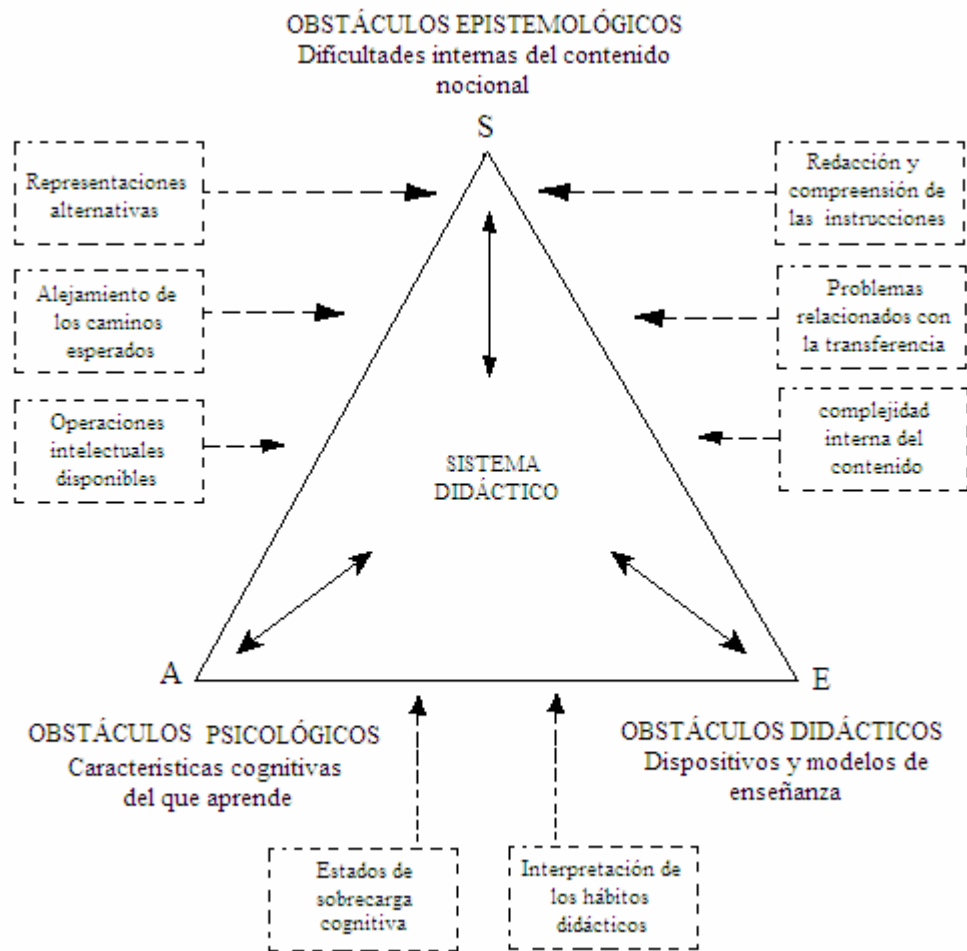 OBSTÁCULOS EPISTEMOLÓGICOS
Dificultades internas del contenido
nocional
S
Representaciones
alternativas
Redacción y
compreensión de
las instrucciones
Alejamiento de
los caminos
esperados
Problemas
relacionados con
la transferencia
Operaciones
intelectuales
disponibles
complejidad
interna del
contenido
SISTEMA
DIDÁCTICO
A
E
OBSTÁCULOS PSICOLÓGICOS
Características cognitivas
del que aprende
OBSTÁCULOS DIDÁCTICOS
Dispositivos y modelos de
enseñanza
Estados de
sobrecarga
cognitiva
Interpretación de
los hábitos
didácticos